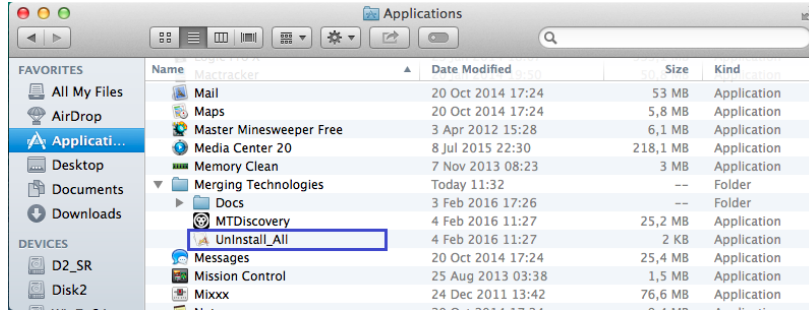 Applications
FAVORITES
All My Files
AirDrop
Applicati...
Desktop
Documents
Downloads
DEVICES
D2_SR
Disk2
Name Date Modified Size Kind
Mactracker
Mail 20 Oct 2014 17:24 53 MB Application
Maps 20 Oct 2014 17:24 5,8 MB Application
Master Minesweeper Free 3 Apr 2012 15:28 6,1 MB Application
Media Center 20 8 Jul 2015 22:30 218,1 MB Application
Memory Clean 7 Nov 2013 08:23 3 MB Application
Merging Technologies Today 11:32 -- Folder
Docs 3 Feb 2016 17:26 -- Folder
MTDiscovery 4 Feb 2016 11:27 25,2 MB Application
UnInstall_All 4 Feb 2016 11:27 2 KB Application
Messages 20 Oct 2014 17:24 25,4 MB Application
Mission Control 25 Aug 2013 03:38 1,5 MB Application
Mixxx 24 Dec 2011 13:42 76,6 MB Application